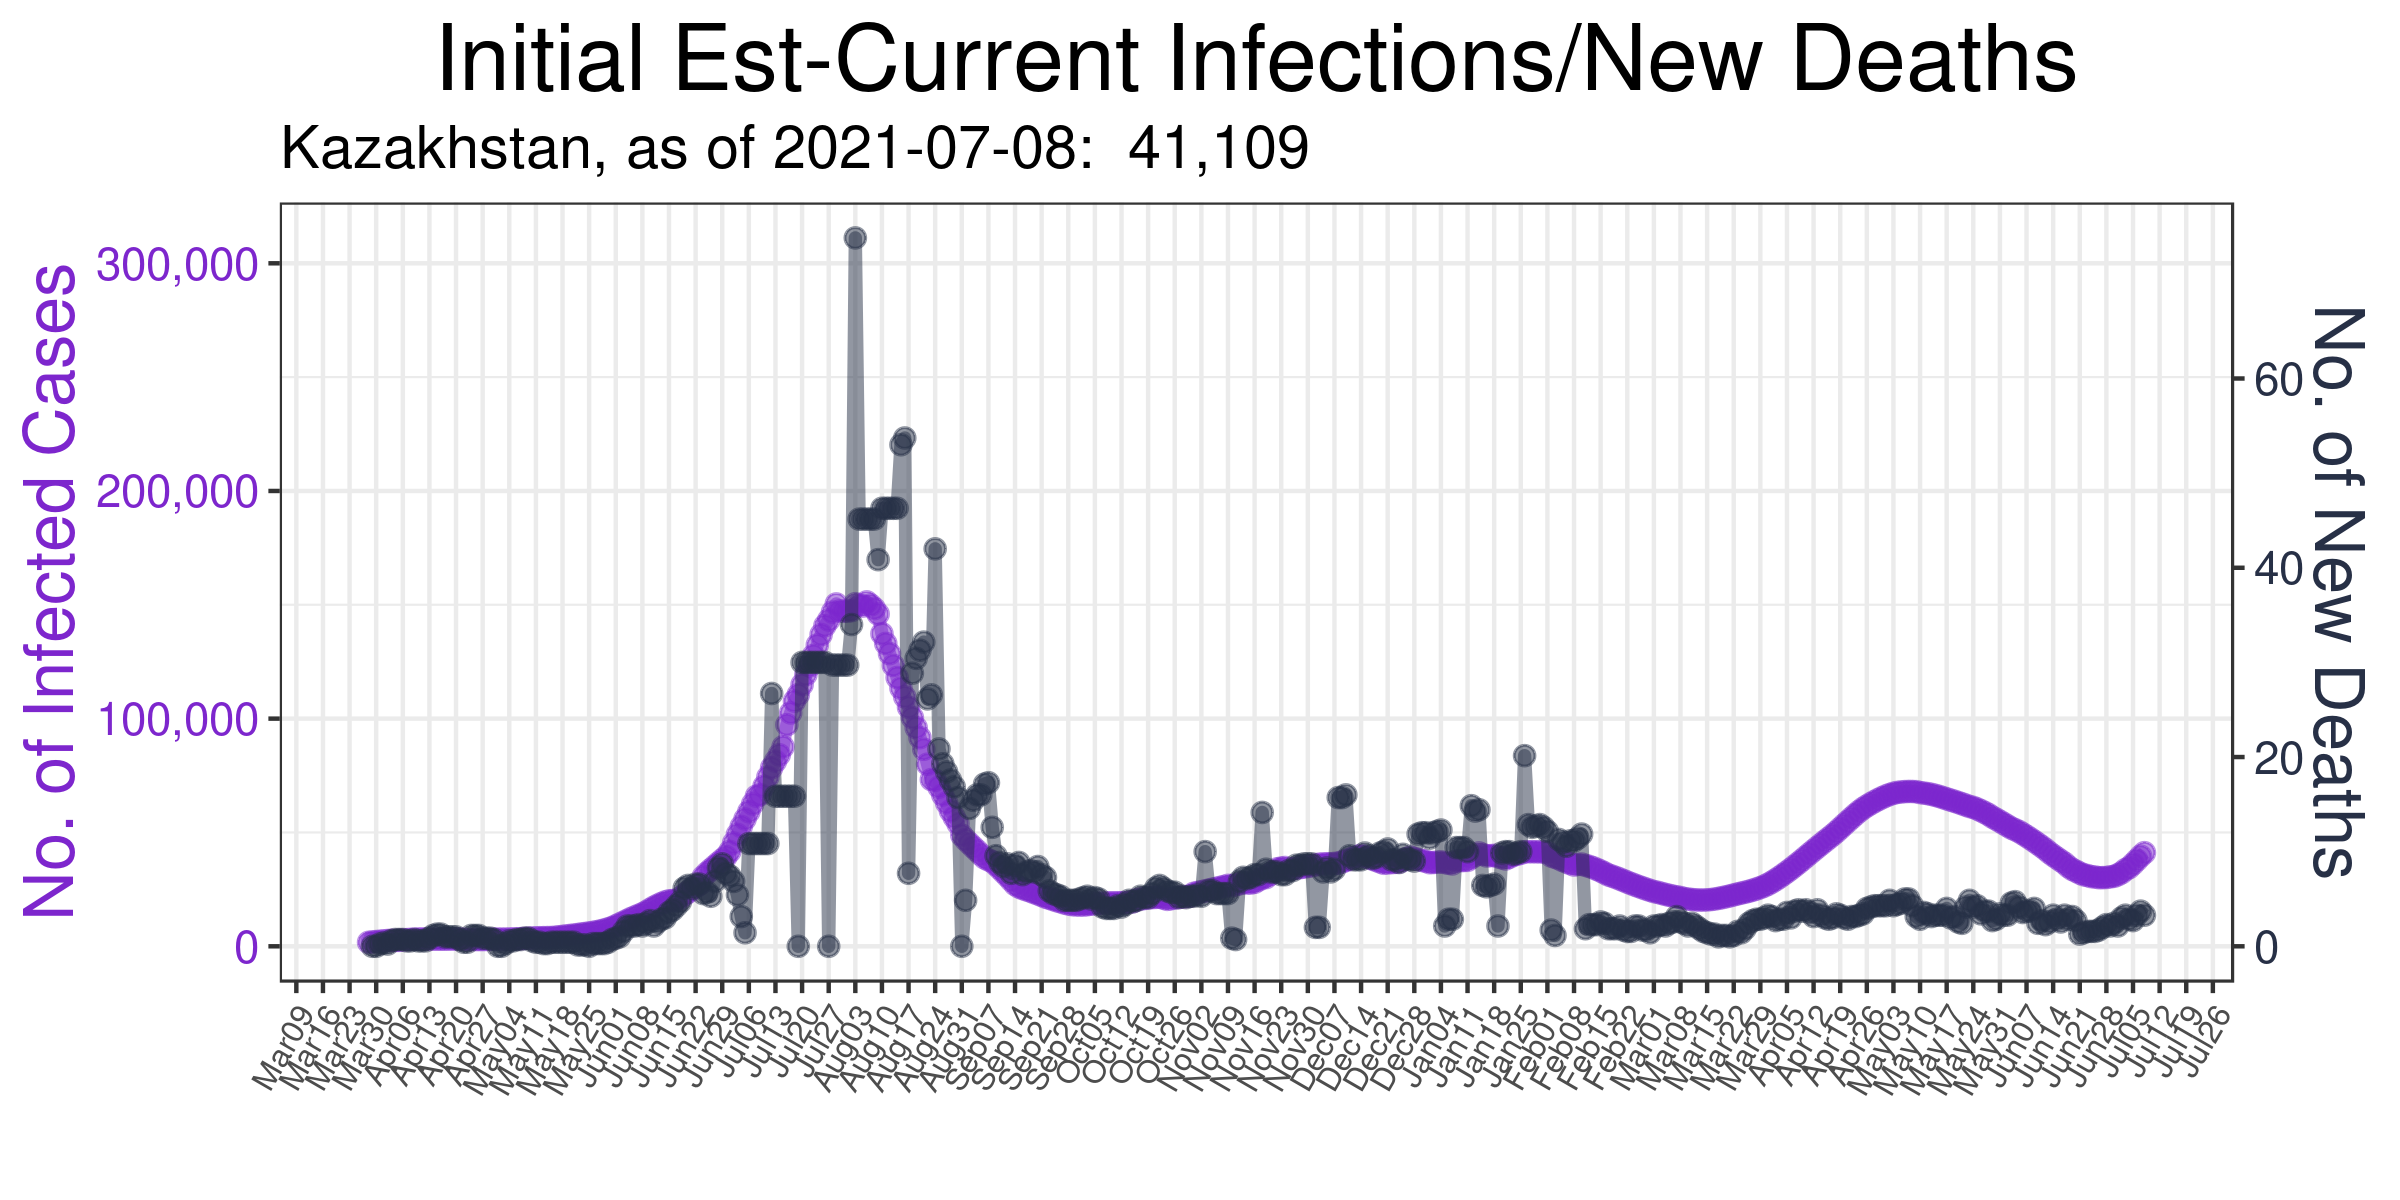 Initial Est-Current Infections/New Deaths
Kazakhstan, as of 2021-07-08:  41,109
No. of Infected Cases
300,000
200,000
100,000
0
No. of New Deaths
60
40
20
0
Mar09
Mar16
Mar23
Mar30
Apr06
Apr13
Apr20
Apr27
May04
May11
May18
May25
Jun01
Jun08
Jun15
Jun22
Jun29
Jul06
Jul13
Jul20
Jul27
Aug03
Aug10
Aug17
Aug24
Aug31
Sep07
Sep14
Sep21
Sep28
Oct05
Oct12
Oct19
Oct26
Nov02
Nov09
Nov16
Nov23
Nov30
Dec07
Dec14
Dec21
Dec28
Jan04
Jan11
Jan18
Jan25
Feb01
Feb08
Feb15
Feb22
Mar01
Mar08
Mar15
Mar22
Mar29
Apr05
Apr12
Apr19
Apr26
May03
May10
May17
May24
May31
Jun07
Jun14
Jun21
Jun28
Jul05
Jul12
Jul19
Jul26